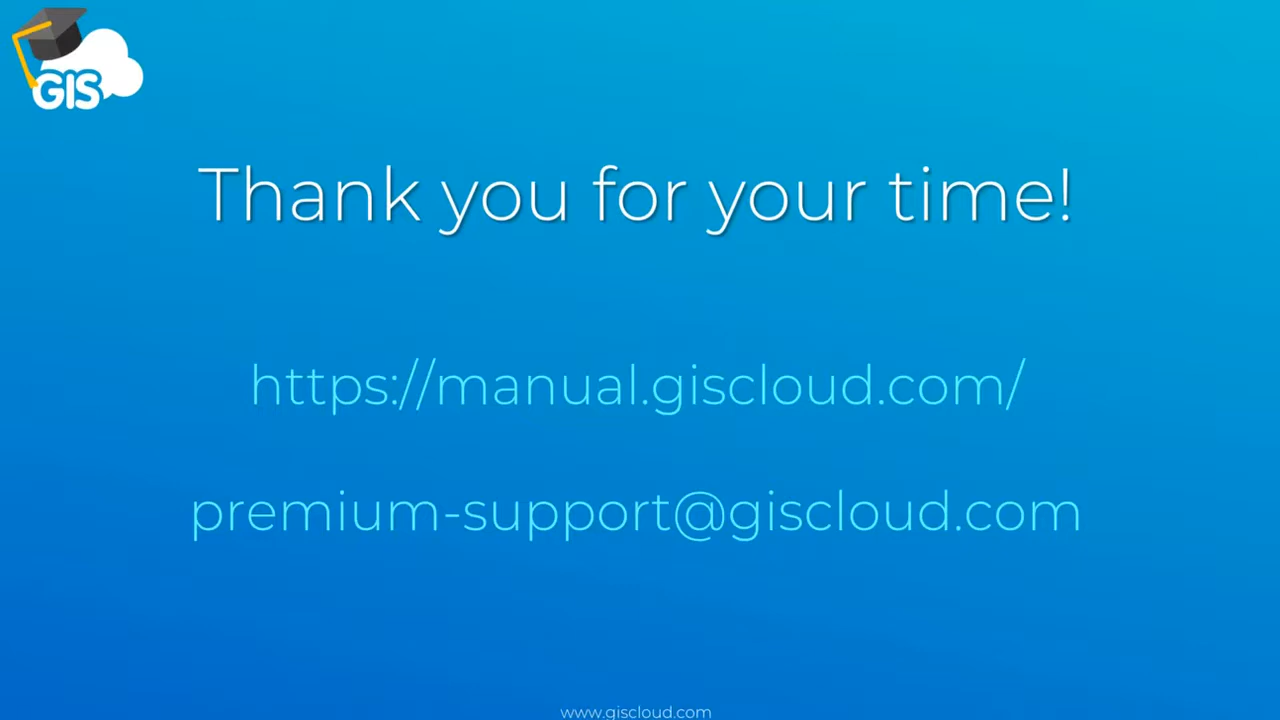 GIS
Thank you for your time!
https://manual.giscloud.com/
premium-support@giscloud.com
www.giscloud.com